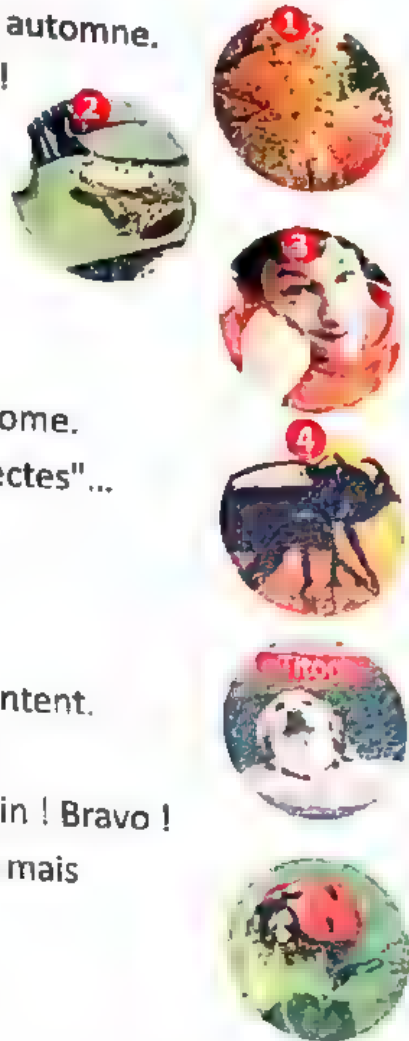 automne.
!
1
2
3
ome.
4
ectes"...
ntent.
in ! Bravo !
mais